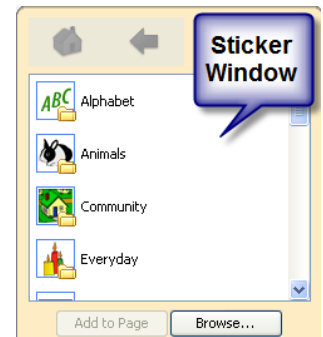 Sticker
Window
ABC Alphabet
Animals
Community
Everyday
Add to Page Browse...